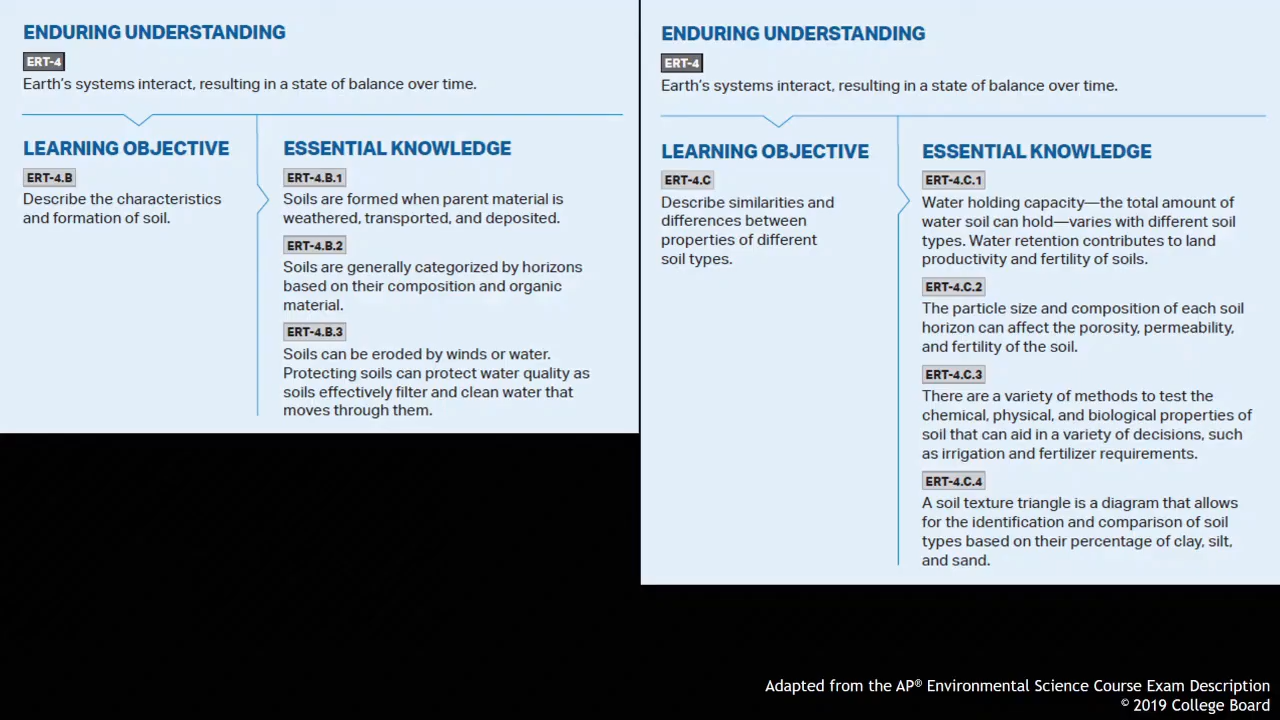 ENDURING UNDERSTANDING
ERT-4
Earth's systems interact, resulting in a state of balance over time.
LEARNING OBJECTIVE
ERT-4.B
Describe the characteristics
and formation of soil.
ESSENTIAL KNOWLEDGE
ERT-4.B.1
Soils are formed when parent material is
weathered, transported, and deposited.
ERT-4.B.2
Soils are generally categorized by horizons
based on their composition and organic
material.
ERT-4.B.3
Soils can be eroded by winds or water.
Protecting soils can protect water quality as
soils effectively filter and clean water that
moves through them.
ENDURING UNDERSTANDING
ERT-4
Earth's systems interact, resulting in a state of balance over time.
LEARNING OBJECTIVE
ERT-4.C
Describe similarities and
differences between
properties of different
soil types.
ESSENTIAL KNOWLEDGE
ERT-4.C.1
Water holding capacity—the total amount of
water soil can hold—varies with different soil
types. Water retention contributes to land
productivity and fertility of soils.
ERT-4.C.2
The particle size and composition of each soil
horizon can affect the porosity, permeability,
and fertility of the soil.
ERT-4.C.3
There are a variety of methods to test the
chemical, physical, and biological properties of
soil that can aid in a variety of decisions, such
as irrigation and fertilizer requirements.
ERT-4.C.4
A soil texture triangle is a diagram that allows
for the identification and comparison of soil
types based on their percentage of clay, silt,
and sand.
Adapted from the AP® Environmental Science Course Exam Description
© 2019 College Board